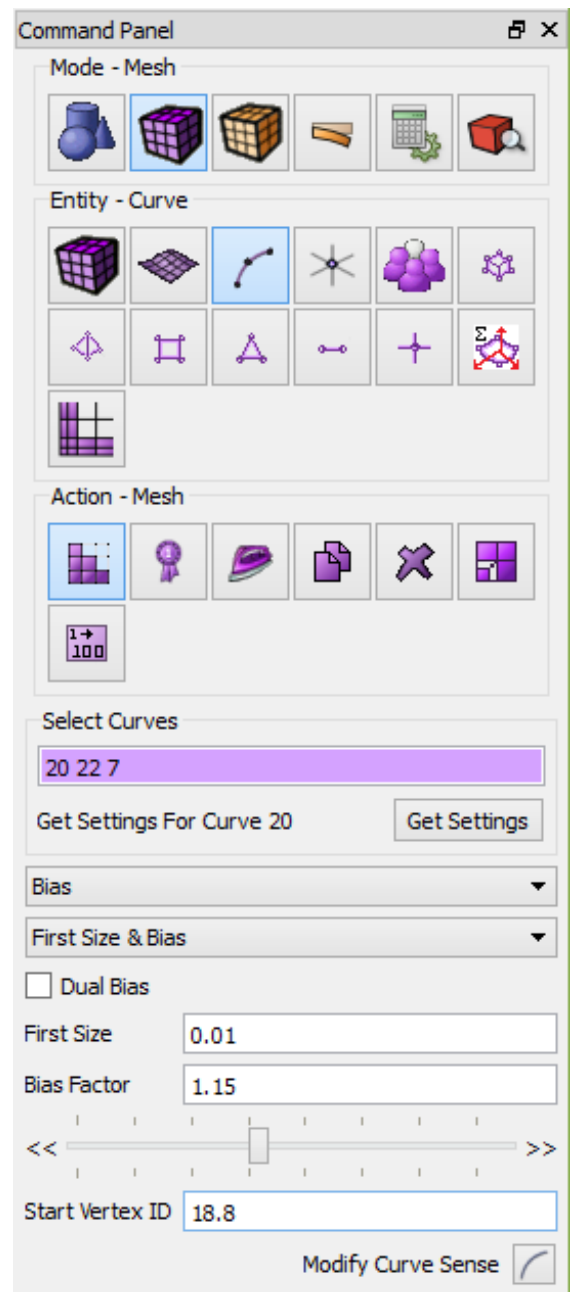 Command Panel
Mode - Mesh
Entity - Curve
Σ
Action - Mesh
1
1→
100
Select Curves
20 22 7
Get Settings For Curve 20 Get Settings
Bias
First Size & Bias
Dual Bias
First Size 0.01
Bias Factor 1.15
<< >>
Start Vertex ID 18.8
Modify Curve Sense